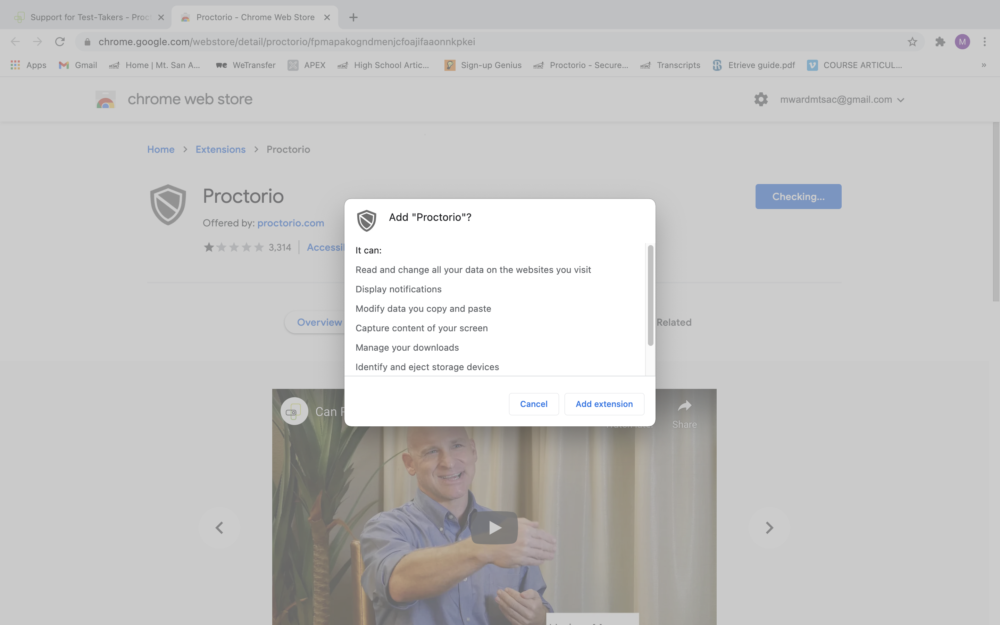 Support for Test-Takers - Proct
Proctorio - Chrome Web Store
chrome.google.com/webstore/detail/proctorio/fpmapakogndmenjcfoajifaaonnkpkei
M
Apps
Gmail
Home | Mt. San A...
WeTransfer
APEX
High School Artic...
Sign-up Genius
Proctorio - Secure...
Transcripts
Etrieve guide.pdf
COURSE ARTICUL...
»
chrome web store
mwardmtsac@gmail.com
Home > Extensions > Proctorio
Proctorio
Checking...
Offered by: proctorio.com
3,314
Accessil
Add "Proctorio"?
It can:
Read and change all your data on the websites you visit
Display notifications
Modify data you copy and paste
Capture content of your screen
Manage your downloads
Identify and eject storage devices
Cancel
Add extension
Overview
Related
Can
Share